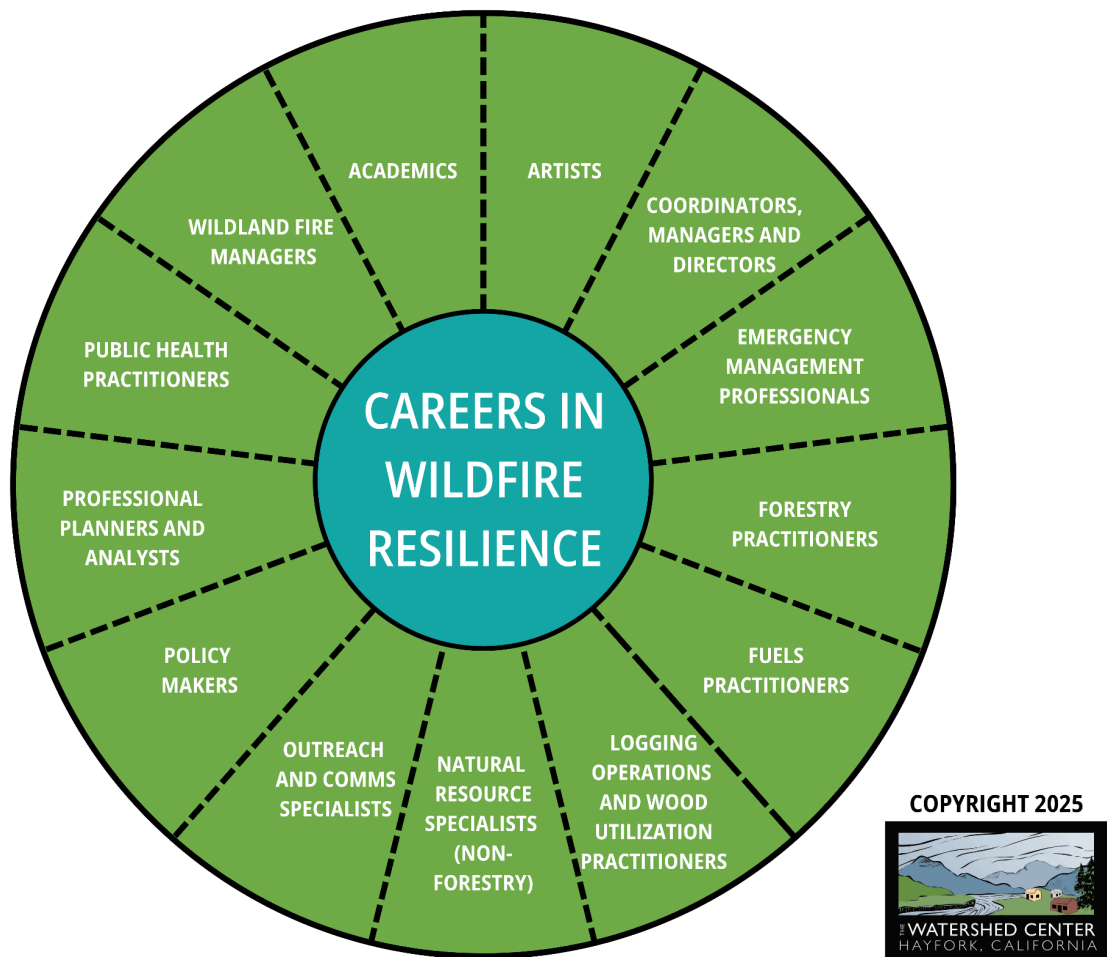 CAREERS IN
WILDFIRE
RESILIENCE
ARTISTS
COORDINATORS,
MANAGERS AND
DIRECTORS
EMERGENCY
MANAGEMENT
PROFESSIONALS
FORESTRY
PRACTITIONERS
FUELS
PRACTITIONERS
LOGGING
OPERATIONS
AND WOOD
UTILIZATION
PRACTITIONERS
NATURAL
RESOURCE
SPECIALISTS
(NON-
FORESTRY)
OUTREACH
AND COMMS
SPECIALISTS
POLICY
MAKERS
PROFESSIONAL
PLANNERS AND
ANALYSTS
PUBLIC HEALTH
PRACTITIONERS
WILDLAND FIRE
MANAGERS
ACADEMICS
COPYRIGHT 2025
THE
WATERSHED CENTER
HAYFORK, CALIFORNIA